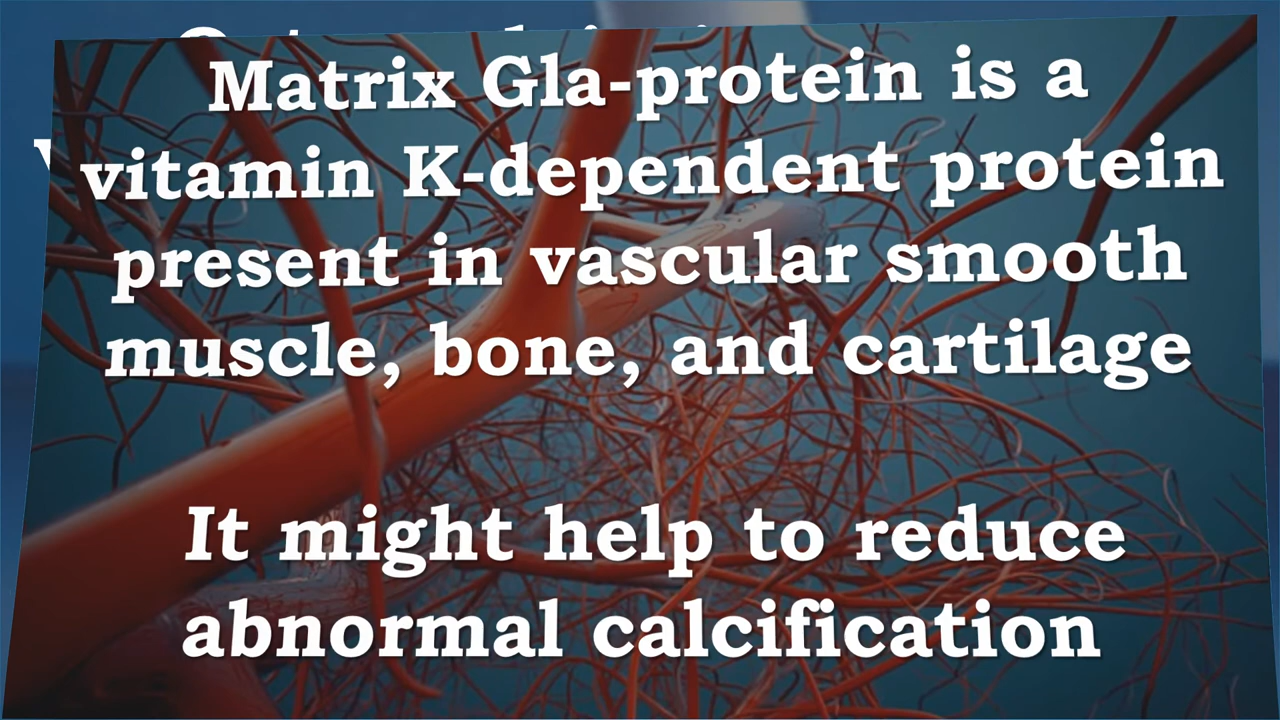 Matrix Gla-protein is a
vitamin K-dependent protein
present in vascular smooth
muscle, bone, and cartilage
It might help to reduce
abnormal calcification